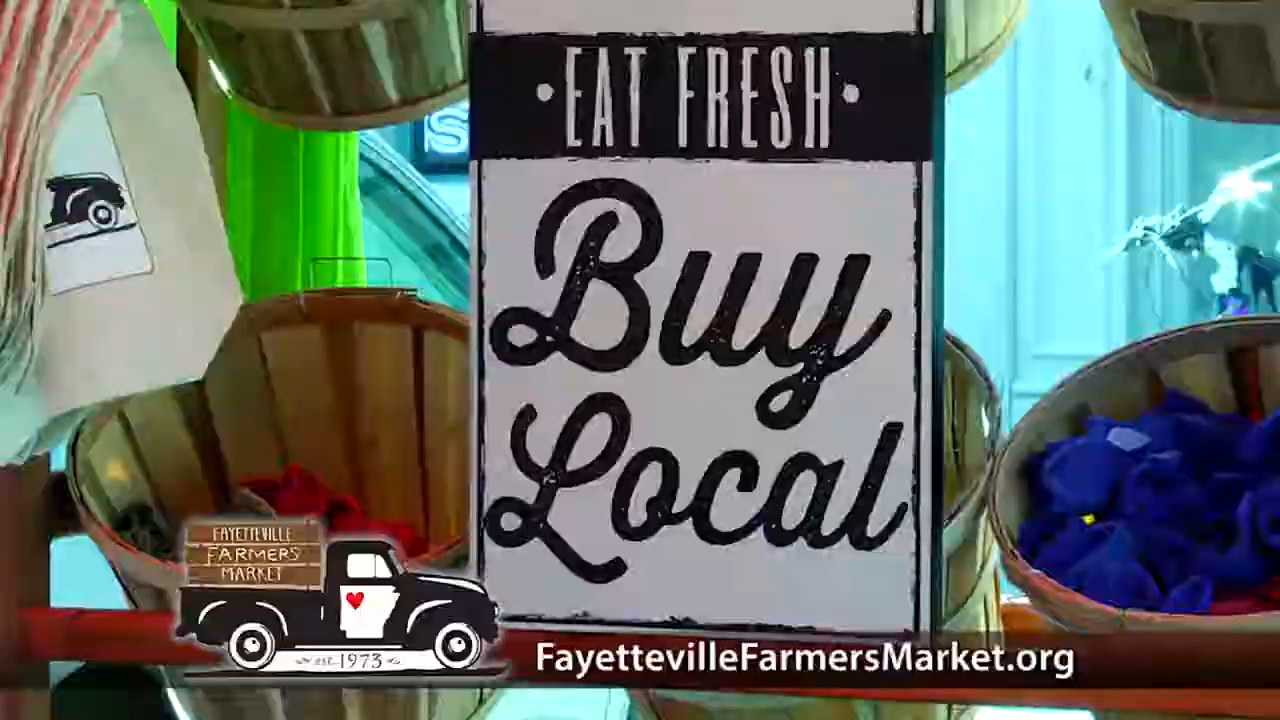 S
• EAT FRESH •
Buy
Local
FAYETTEVILLE
FARMERS
MARKET
EST. 1973
FayettevilleFarmersMarket.org